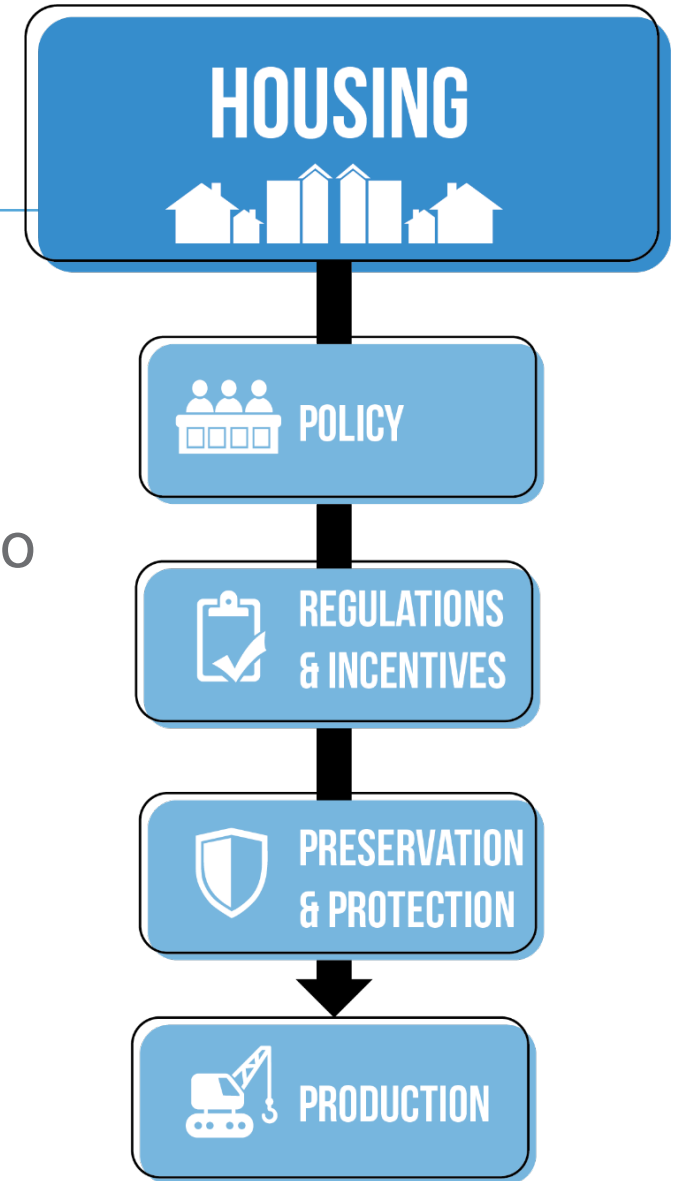 HOUSING
POLICY
o
REGULATIONS
& INCENTIVES
PRESERVATION
& PROTECTION
PRODUCTION